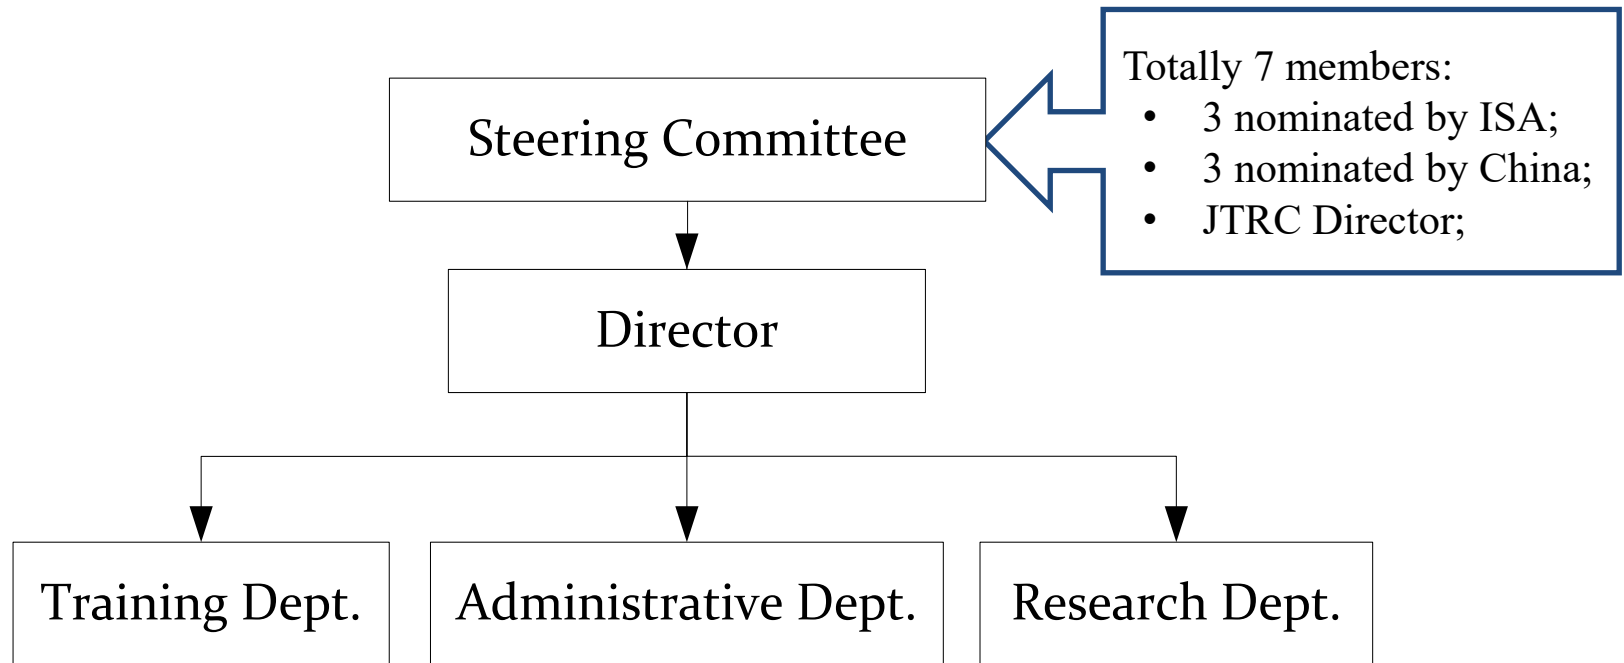 Totally 7 members:
• 3 nominated by ISA;
• 3 nominated by China;
• JTRC Director;
Steering Committee
Director
Training Dept.
Administrative Dept.
Research Dept.